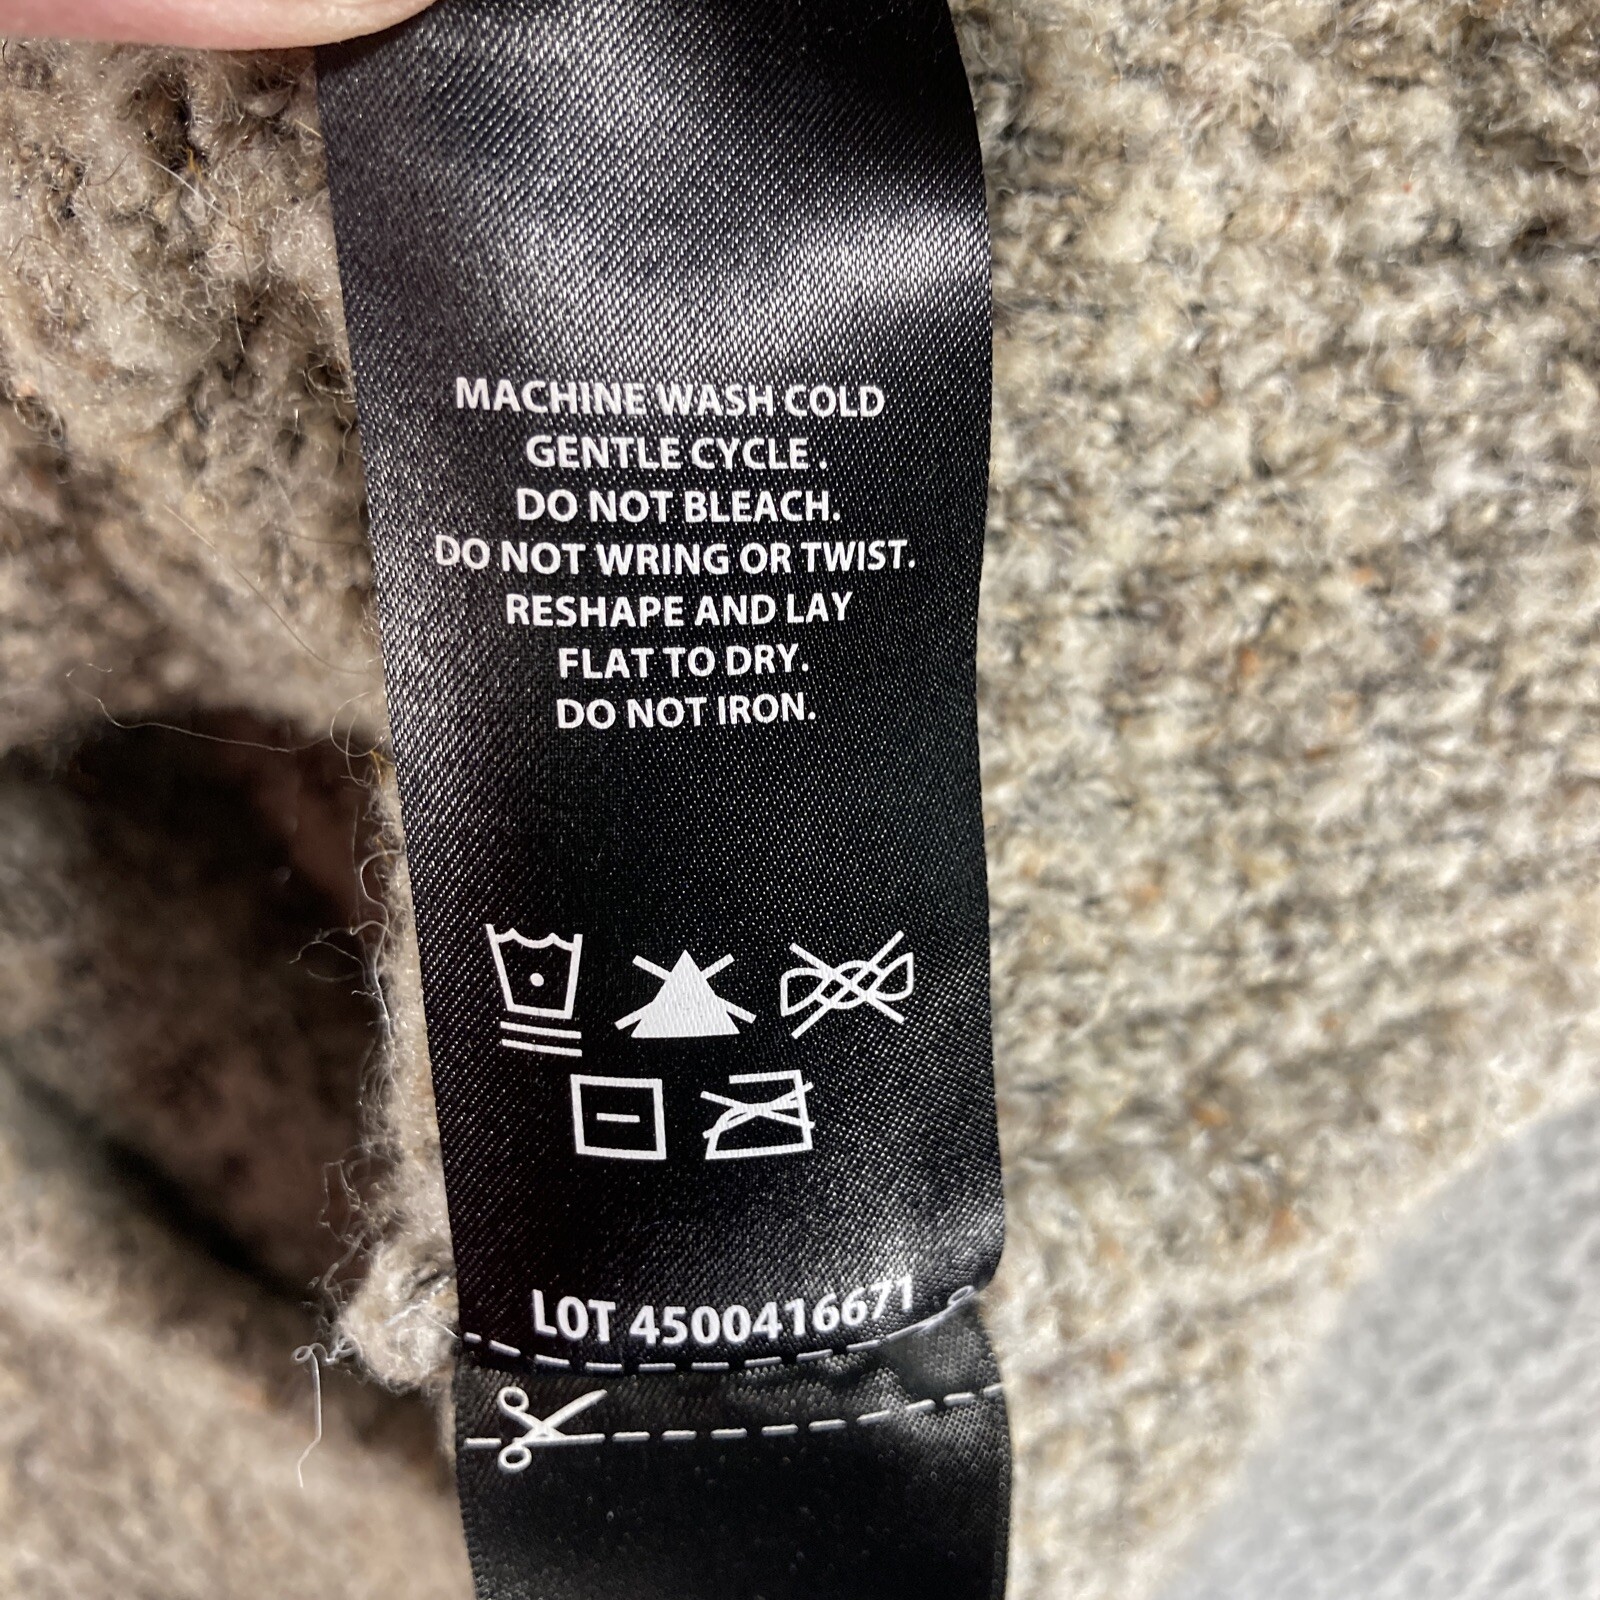 MACHINE WASH COLD
GENTLE CYCLE .
DO NOT BLEACH.
DO NOT WRING OR TWIST.
RESHAPE AND LAY
FLAT TO DRY.
DO NOT IRON.
LOT 4500416671